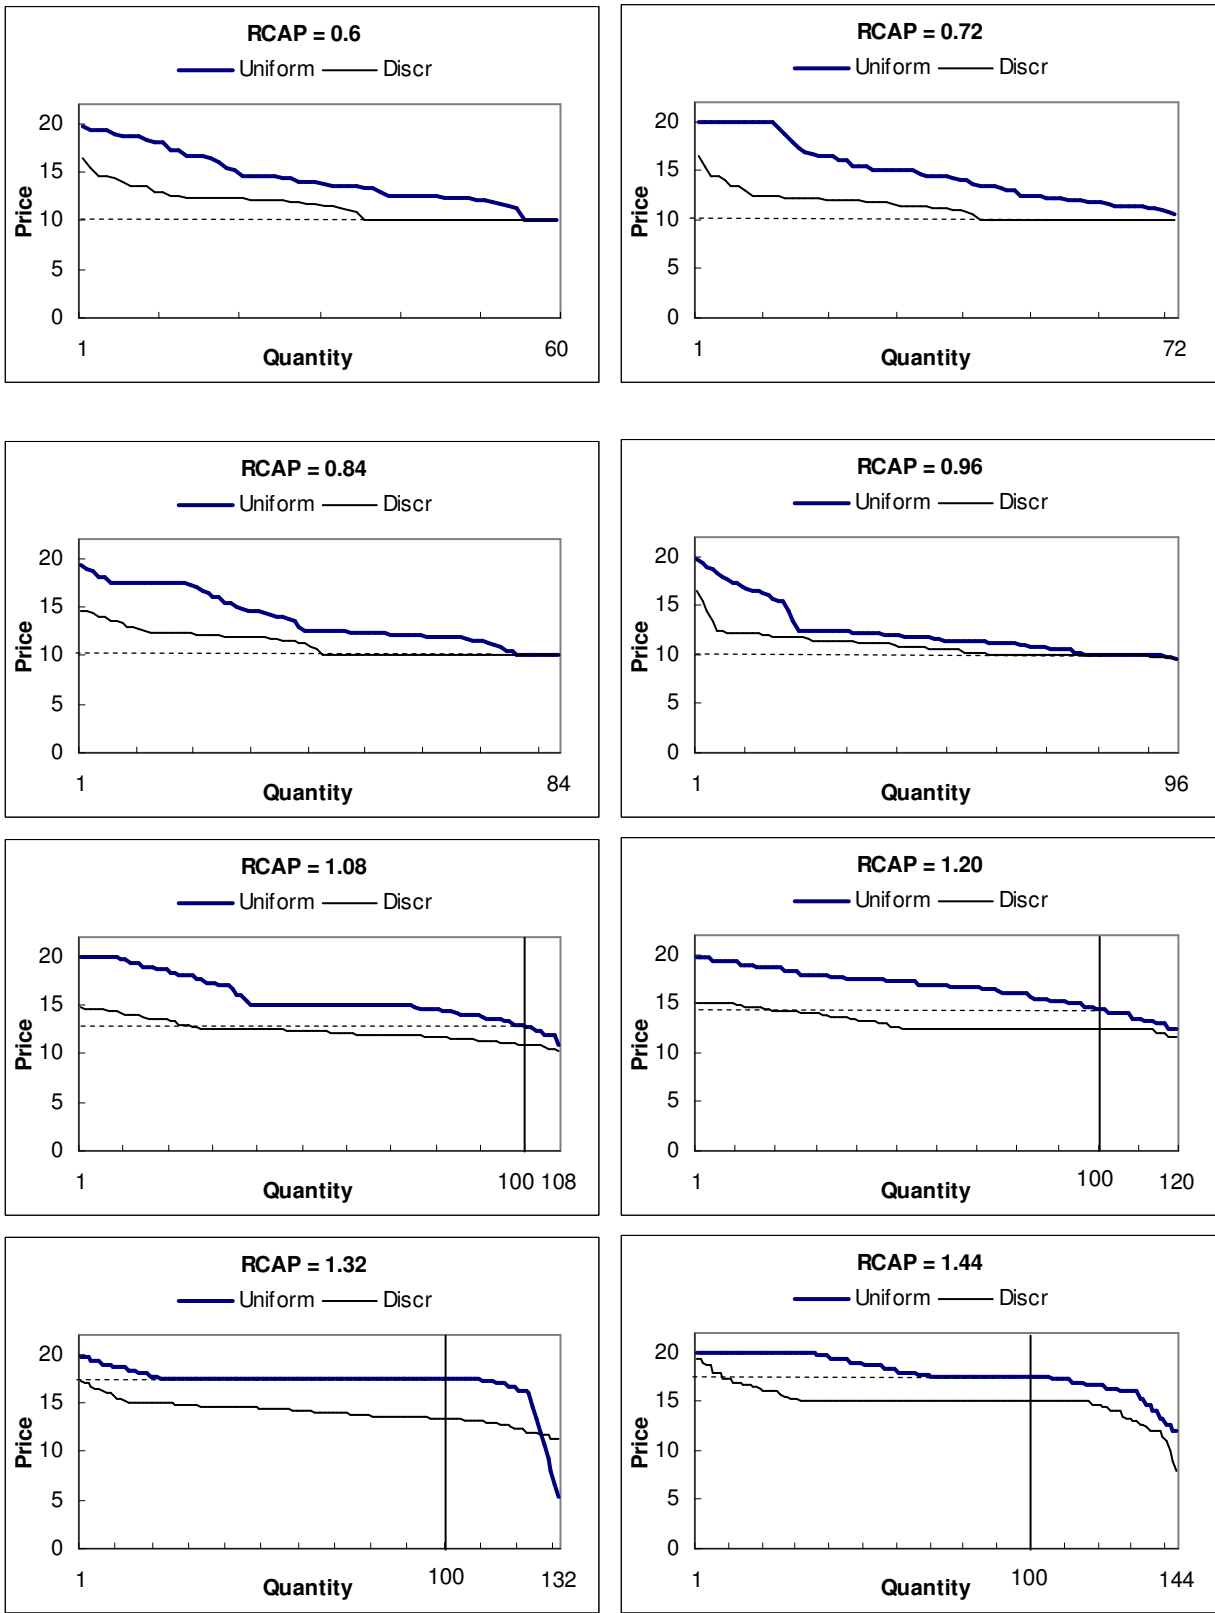 RCAP = 0.6
Uniform Discr
Price
20
15
10
5
0
1 60
Quantity
RCAP = 0.72
Uniform Discr
Price
20
15
10
5
0
1 72
Quantity
RCAP = 0.84
Uniform Discr
Price
20
15
10
5
0
1 84
Quantity
RCAP = 0.96
Uniform Discr
Price
20
15
10
5
0
1 96
Quantity
RCAP = 1.08
Uniform Discr
Price
20
15
10
5
0
1 100 108
Quantity
RCAP = 1.20
Uniform Discr
Price
20
15
10
5
0
1 100 120
Quantity
RCAP = 1.32
Uniform Discr
Price
20
15
10
5
0
1 100 132
Quantity
RCAP = 1.44
Uniform Discr
Price
20
15
10
5
0
1 100 144
Quantity